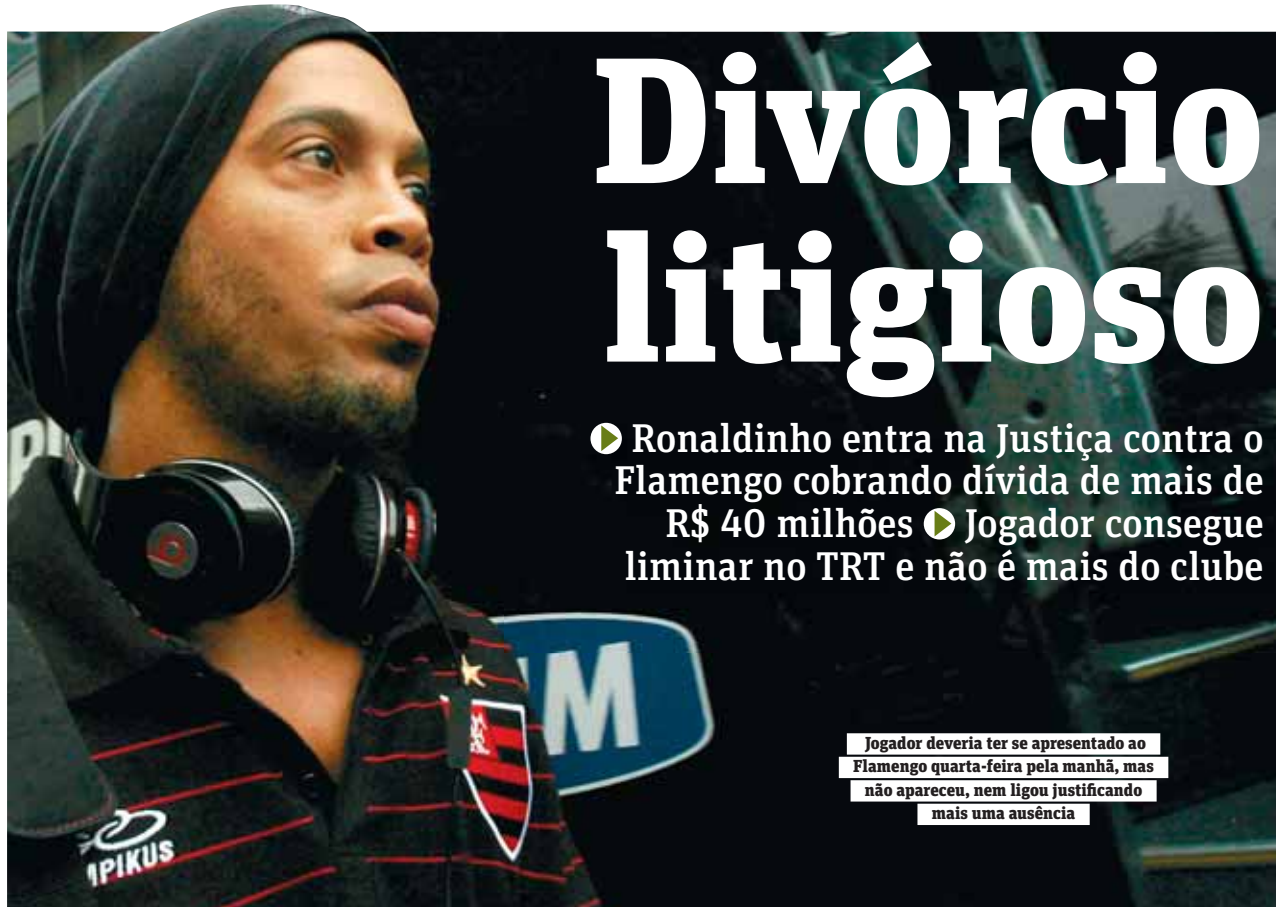 Divórcio
litigioso
Ronaldinho entra na Justiça contra o
Flamengo cobrando dívida de mais de
R$ 40 milhões Jogador consegue
liminar no TRT e não é mais do clube
Jogador deveria ter se apresentado ao
Flamengo quarta-feira pela manhã, mas
não apareceu, nem ligou justificando
mais uma ausência